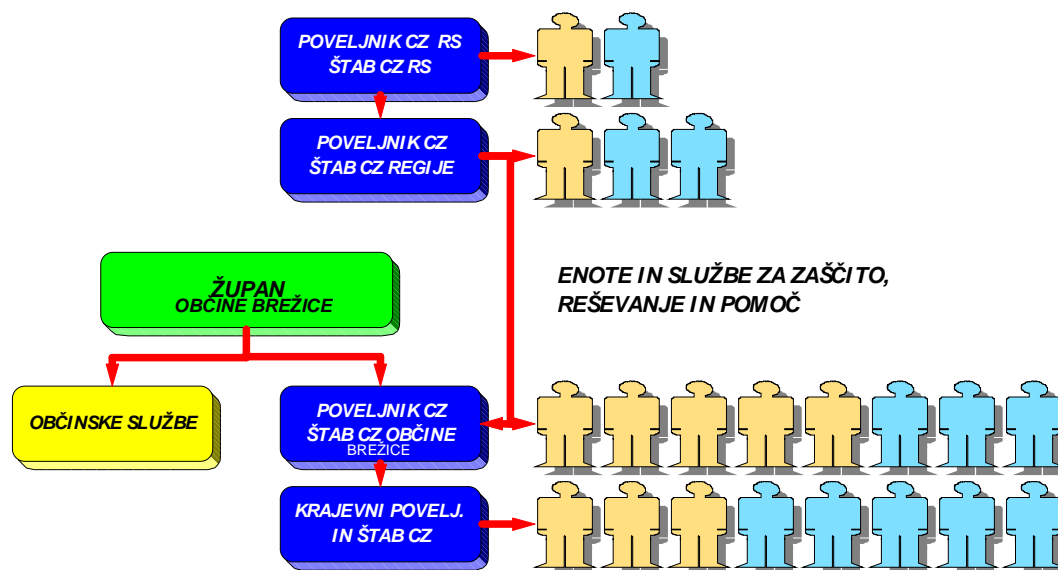 POVELJNIK CZ RS
ŠTAB CZ RS
POVELJNIK CZ
ŠTAB CZ REGIJE
ŽUPAN
OBČINE BREŽICE
ENOTE IN SLUŽBE ZA ZAŠČITO,
REŠEVANJE IN POMOČ
OBČINSKE SLUŽBE
POVELJNIK CZ
ŠTAB CZ OBČINE
BREŽICE
KRAJEVNI POVELJ.
IN ŠTAB CZ